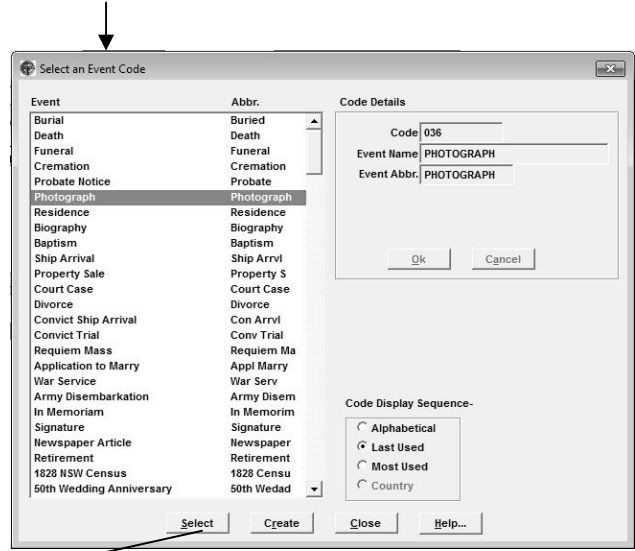 Select an Event Code
Event Abbr. Code Details
Burial Buried
Death Death
Funeral Funeral
Cremation Cremation
Probate Notice Probate
Photograph Photograph
Residence Residence
Biography Biography
Baptism Baptism
Ship Arrival Ship Arrvl
Property Sale Property S
Court Case Court Case
Divorce Divorce
Convict Ship Arrival Con Arrvl
Convict Trial Conv Trial
Requiem Mass Requiem Ma
Application to Marry Appl Marry
War Service War Serv
Army Disembarkation Army Disem
In Memoriam In Memorim
Signature Signature
Newspaper Article Newspaper
Retirement Retirement
1828 NSW Census 1828 Censu
50th Wedding Anniversary 50th Wedad
Code 036
Event Name PHOTOGRAPH
Event Abbr. PHOTOGRAPH
Ok Cancel
Code Display Sequence-
Alphabetical
Last Used
Most Used
Country
Select Create Close Help...